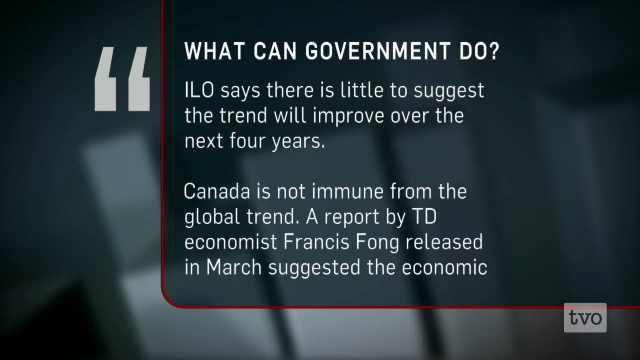 WHAT CAN GOVERNMENT DO?
ILO says there is little to suggest
the trend will improve over the
next four years.
Canada is not immune from the
global trend. A report by TD
economist Francis Fong released
in March suggested the economic
tvo